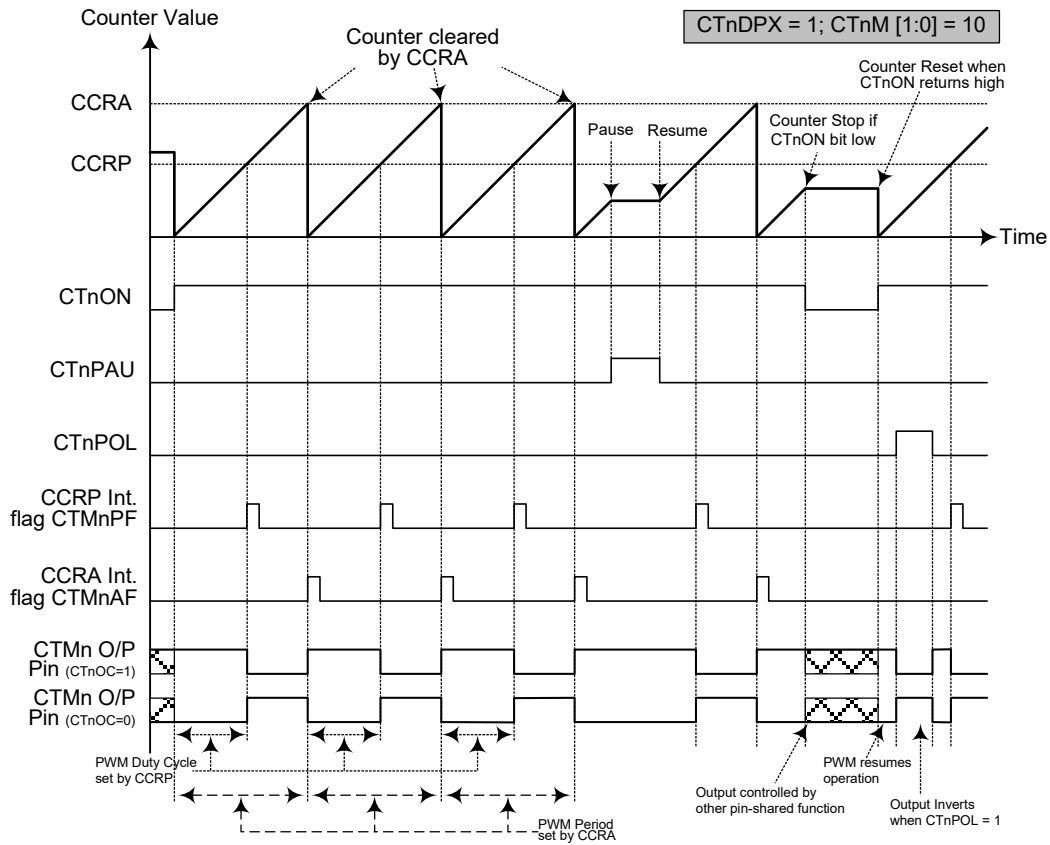 Counter Value
CTnDPX = 1; CTnM [1:0] = 10
Counter cleared
by CCRA
Counter Reset when
CTnON returns high
CCRA
Pause
Resume
Counter Stop if
CTnON bit low
CCRP
Time
CTnON
CTnPAU
CTnPOL
CCRP Int.
flag CTMnPF
CCRA Int.
flag CTMnAF
CTMn O/P
Pin (CTnOC=1)
CTMn O/P
Pin (CTnOC=0)
PWM Duty Cycle
set by CCRP
PWM resumes
operation
Output controlled by
other pin-shared function
Output Inverts
when CTnPOL = 1
PWM Period
set by CCRA